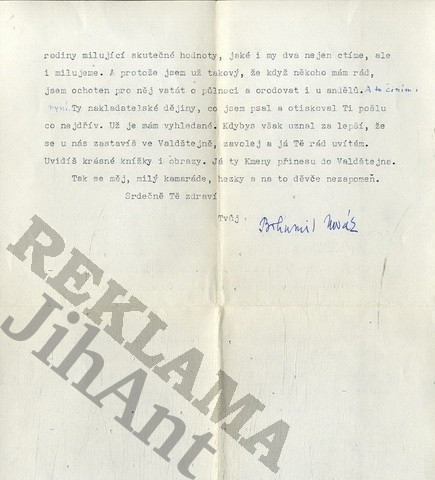 rodiny milující skutečné hodnoty, jaké i my dva nejen ctíme, ale
i milujeme. A protože jsem už takový, že když někoho mám rád,
jsem ochoten pro něj vstát o půlnoci a orodovat i u andělů. A to činím
nyní. Ty nakladatelské dějiny, co jsem psal a otiskoval Ti pošlu
co nejdřív. Už je mám vyhledané. Kdybys však uznal za lepší, že
se u nás zastavíš ve Valdštejně, zavolej a já Tě rád uvítám.
Uvidíš krásné knížky i obrazy. Já ty Kmeny přinesu do Valdštejna.
Tak se měj, milý kamaráde, hezky a na to děvče nezapomeň.
Srdečně Tě zdraví
Tvůj
Bohumil Novák
REKLAMA
JihAnt